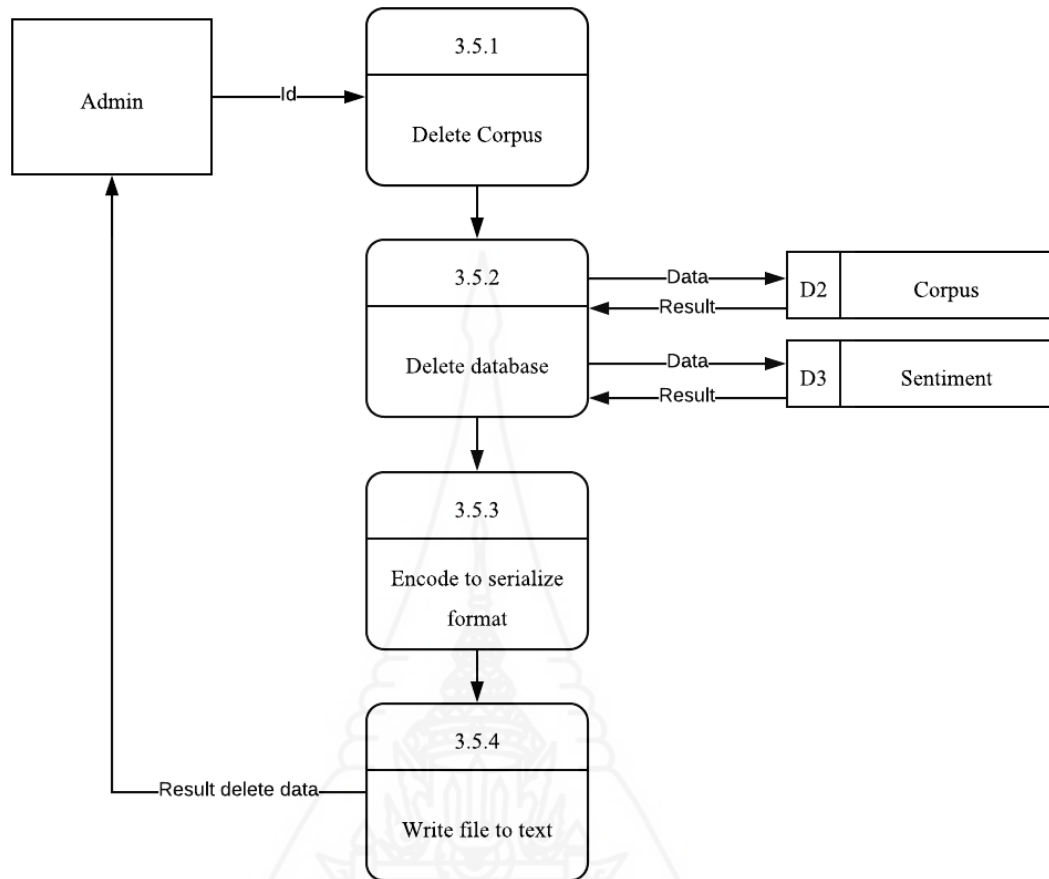 3.5.1
Admin
Id
Delete Corpus
3.5.2
Data
D2
Corpus
Result
Delete database
Data
D3
Sentiment
Result
3.5.3
Encode to serialize
format
3.5.4
Result delete data
Write file to text